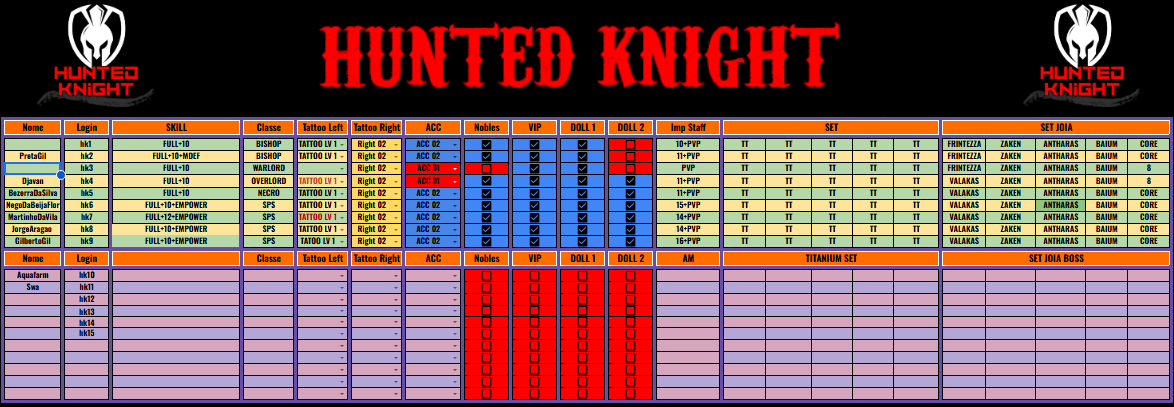 HUNTED KNIGHT
HUNTED KNIGHT
HUNTED KNIGHT
Nome Login SKILL Classe Tattoo Left Tattoo Right ACC Nobles VIP DOLL 1 DOLL 2 Imp Staff SET SET JOIA
hk1 FULL+10 BISHOP TATTOO LV 1 Right 02 ACC 02 10+PVP TT TT TT TT TT FRINTEZZA ZAKEN ANTHARAS BAIUM CORE
PretaGil hk2 FULL+10+MDEF BISHOP TATTOO LV 1 Right 02 ACC 02 11+PVP TT TT TT TT TT FRINTEZZA ZAKEN ANTHARAS BAIUM CORE
hk3 FULL+10 WARLORD Right 02 ACC 01 PVP TT TT TT TT TT FRINTEZZA ZAKEN ANTHARAS BAIUM 8
Djavan hk4 FULL+10 OVERLORD TATTOO LV 1 Right 02 ACC 01 11+PVP TT TT TT TT TT VALAKAS ZAKEN ANTHARAS BAIUM 8
BezerraDaSilva hk5 FULL+10 NECRO TATTOO LV 1 Right 02 ACC 02 11+PVP TT TT TT TT TT VALAKAS ZAKEN ANTHARAS BAIUM CORE
NegoDaBeijaFlor hk6 FULL+10+EMPOWER SPS TATTOO LV 1 Right 02 ACC 02 15+PVP TT TT TT TT TT VALAKAS ZAKEN ANTHARAS BAIUM CORE
MartinhoDaVila hk7 FULL+12+EMPOWER SPS TATTOO LV 1 Right 02 ACC 02 14+PVP TT TT TT TT TT VALAKAS ZAKEN ANTHARAS BAIUM CORE
JorgeAragao hk8 FULL+10+EMPOWER SPS TATTOO LV 1 Right 02 ACC 02 14+PVP TT TT TT TT TT VALAKAS ZAKEN ANTHARAS BAIUM CORE
GilbertoGil hk9 FULL+10+EMPOWER SPS TATOO LV 1 Right 02 ACC 02 16+PVP TT TT TT TT TT VALAKAS ZAKEN ANTHARAS BAIUM CORE
Nome Login Classe Tattoo Left Tattoo Right ACC Nobles VIP DOLL 1 DOLL 2 AM TITANIUM SET SET JOIA BOSS
Aquafarm hk10
Swa hk11
hk12
hk13
hk14
hk15